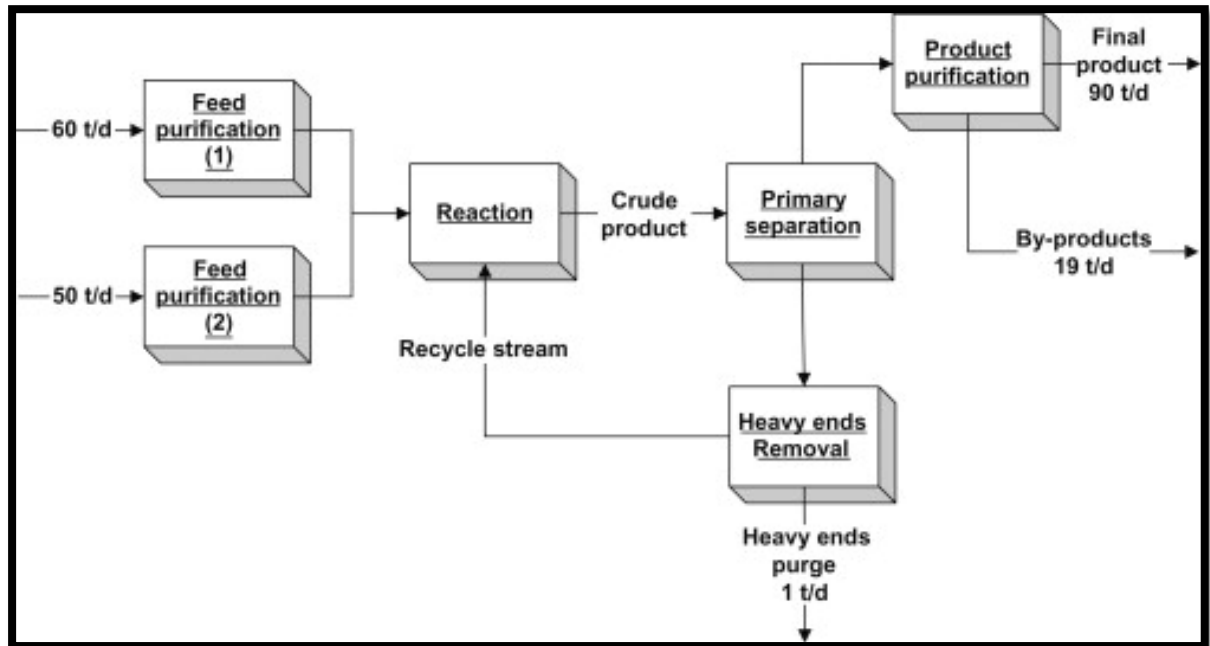 Product
purification
Final
product
90 t/d
60 t/d
Feed
purification
(1)
Reaction
Crude
product
Primary
separation
By-products
19 t/d
50 t/d
Feed
purification
(2)
Recycle stream
Heavy ends
Removal
Heavy ends
purge
1 t/d